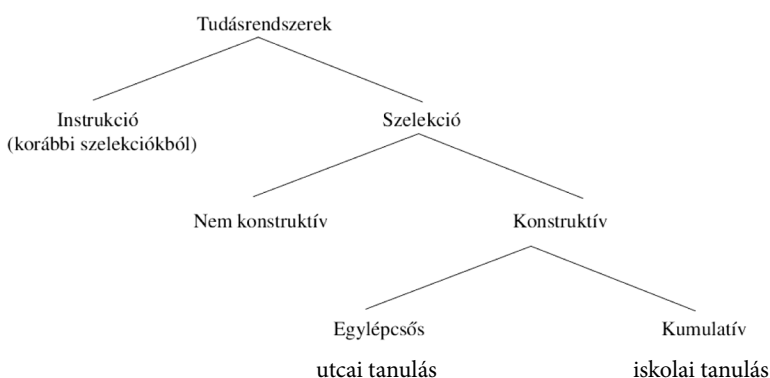 Tudásrendszerek
Instrukció
(korábbi szelekciókból)
Szelekció
Nem konstruktív
Konstruktív
Egylépcsős
utcai tanulás
Kumulatív
iskolai tanulás